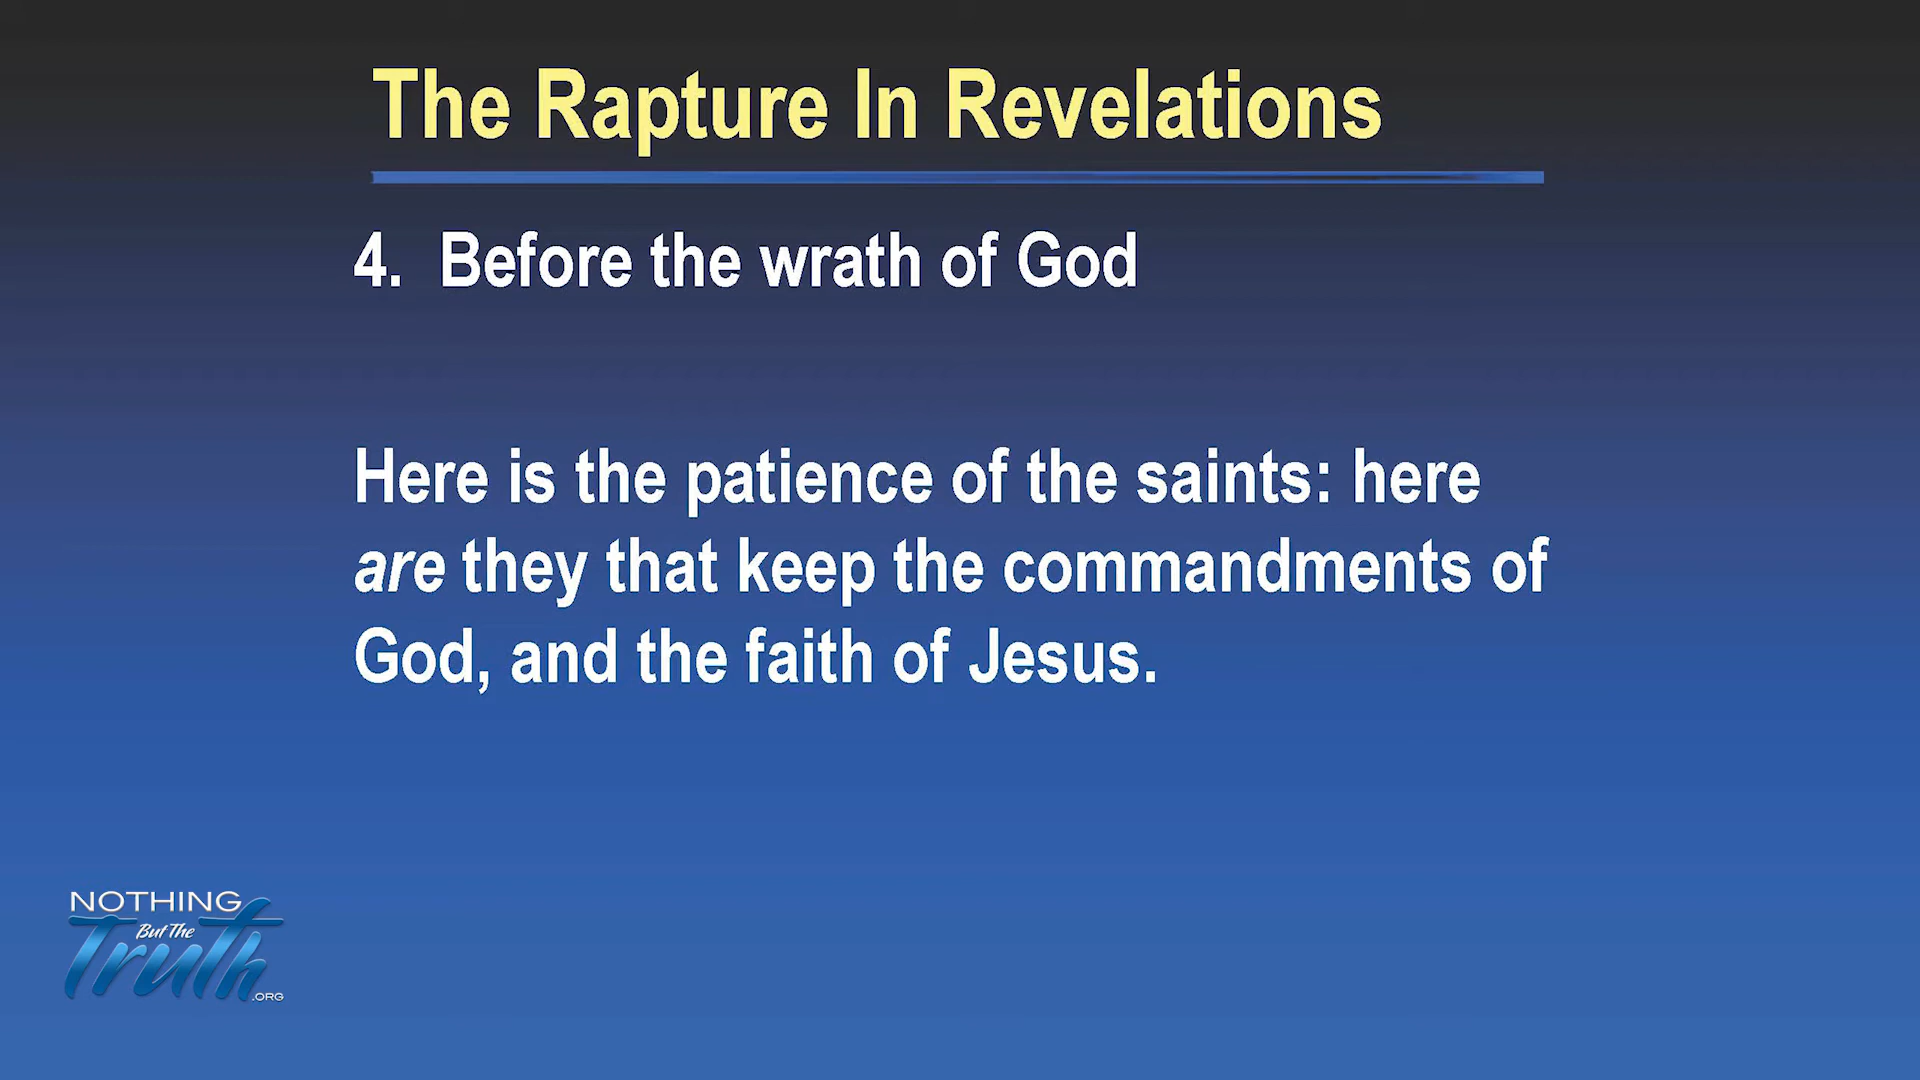 The Rapture In Revelations
4. Before the wrath of God
Here is the patience of the saints: here
are they that keep the commandments of
God, and the faith of Jesus.
NOTHING
But The
Truth
.ORG